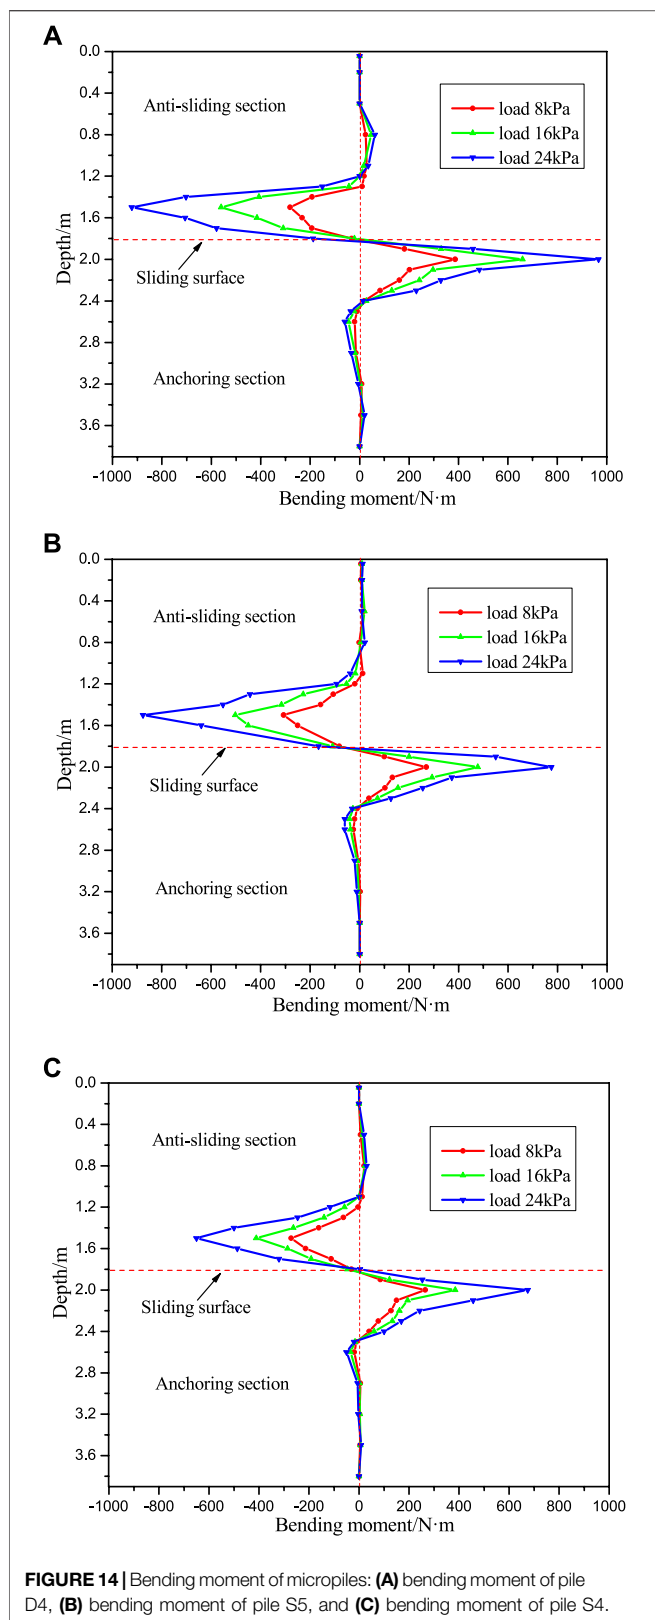 A
0.0
0.4
0.8
1.2
1.6
2.0
2.4
2.8
3.2
3.6
Depth/m
Anti-sliding section
load 8kPa
load 16kPa
load 24kPa
Sliding surface
Anchoring section
-1000 -800 -600 -400 -200 0 200 400 600 800 1000
Bending moment/N·m
B
0.0
0.4
0.8
1.2
1.6
2.0
2.4
2.8
3.2
3.6
Depth/m
Anti-sliding section
load 8kPa
load 16kPa
load 24kPa
Sliding surface
Anchoring section
-1000 -800 -600 -400 -200 0 200 400 600 800 1000
Bending moment/N·m
C
0.0
0.4
0.8
1.2
1.6
2.0
2.4
2.8
3.2
3.6
Depth/m
Anti-sliding section
load 8kPa
load 16kPa
load 24kPa
Sliding surface
Anchoring section
-1000 -800 -600 -400 -200 0 200 400 600 800 1000
Bending moment/N·m
FIGURE 14 | Bending moment of micropiles: (A) bending moment of pile
D4, (B) bending moment of pile S5, and (C) bending moment of pile S4.